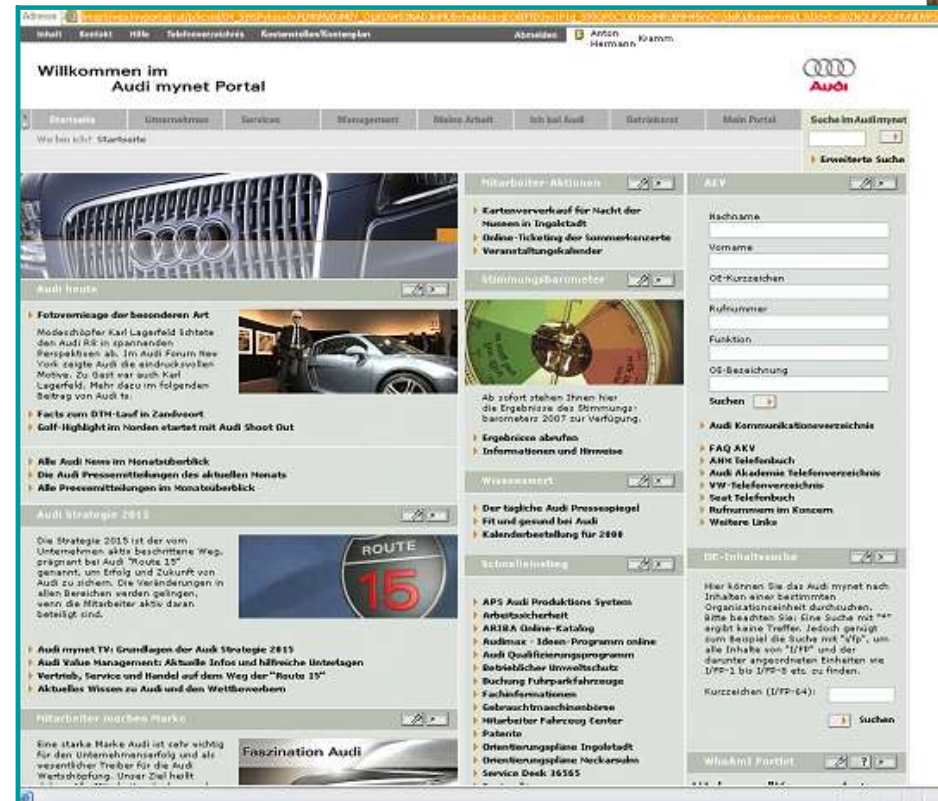 Adresse
Inhalt Kontakt Hilfe Telefonverzeichnis Kostenstellen/Kontenplan Abmelden Anton Hermann Kramm
Willkommen im
Audi mynet Portal
Audi
Startseite Unternehmen Services Management Meine Arbeit Ich bei Audi Betriebsrat Mein Portal Suche im Audi mynet
Wo bin ich? Startseite
Erweiterte Suche
Audi heute
Fotovernissage der besonderen Art
Modeschöpfer Karl Lagerfeld lichtete
den Audi R8 in spannenden
Perspektiven ab. Im Audi Forum New
York zeigte Audi die eindrucksvollen
Motive. Zu Gast war auch Karl
Lagerfeld. Mehr dazu im folgenden
Beitrag von Audi tv.
Facts zum DTM-Lauf in Zandvoort
Golf-Highlight im Norden startet mit Audi Shoot Out
Alle Audi News im Monatsüberblick
Die Audi Pressemitteilungen des aktuellen Monats
Alle Pressemitteilungen im Monatsüberblick
Audi Strategie 2015
Die Strategie 2015 ist der vom
Unternehmen aktiv beschrittene Weg,
prägnant bei Audi "Route 15"
genannt, um Erfolg und Zukunft von
Audi zu sichern. Die Veränderungen in
allen Bereichen werden gelingen,
wenn die Mitarbeiter aktiv daran
beteiligt sind.
ROUTE
15
Audi mynet TV: Grundlagen der Audi Strategie 2015
Audi Value Management: Aktuelle Infos und hilfreiche Unterlagen
Vertrieb, Service und Handel auf dem Weg der "Route 15"
Aktuelles Wissen zu Audi und den Wettbewerbern
Mitarbeiter machen Marke
Eine starke Marke Audi ist sehr wichtig
für den Unternehmenserfolg und als
wesentlicher Treiber für die Audi
Wertschöpfung. Unser Ziel heißt
Faszination Audi
Mitarbeiter-Aktionen
Kartenvorverkauf für Nacht der
Museen in Ingolstadt
Online-Ticketing der Sommerkonzerte
Veranstaltungskalender
Stimmungsbarometer
Ab sofort stehen Ihnen hier
die Ergebnisse des Stimmungs-
barometers 2007 zur Verfügung.
Ergebnisse abrufen
Informationen und Hinweise
Wissenswert
Der tägliche Audi Pressespiegel
Fit und gesund bei Audi
Kalenderbestellung für 2008
Schnelleinstieg
APS Audi Produktions System
Arbeitssicherheit
ARIBA Online-Katalog
Audimax - Ideen-Programm online
Audi Qualifizierungsprogramm
Betrieblicher Umweltschutz
Buchung Fuhrparkfahrzeuge
Fachinformationen
Gebrauchtmaschinenbörse
Mitarbeiter Fahrzeug Center
Patente
Orientierungspläne Ingolstadt
Orientierungspläne Neckarsulm
Service Desk 36565
AKV
Nachname
Vorname
OE-Kurzzeichen
Rufnummer
Funktion
OE-Bezeichnung
Suchen
Audi Kommunikationsverzeichnis
FAQ AKV
AHM Telefonbuch
Audi Akademie Telefonverzeichnis
VW-Telefonverzeichnis
Seat Telefonbuch
Rufnummern im Konzern
Weitere Links
OE-Inhaltssuche
Hier können Sie das Audi mynet nach
Inhalten einer bestimmten
Organisationseinheit durchsuchen.
Bitte beachten Sie: Eine Suche mit "*"
ergibt keine Treffer. Jedoch genügt
zum Beispiel die Suche mit "i/fp", um
alle Inhalte von "I/FP" und der
darunter angeordneten Einheiten wie
I/FP-1 bis I/FP-8 etc. zu finden.
Kurzzeichen (I/FP-64):
Suchen
WhoAmI Portlet